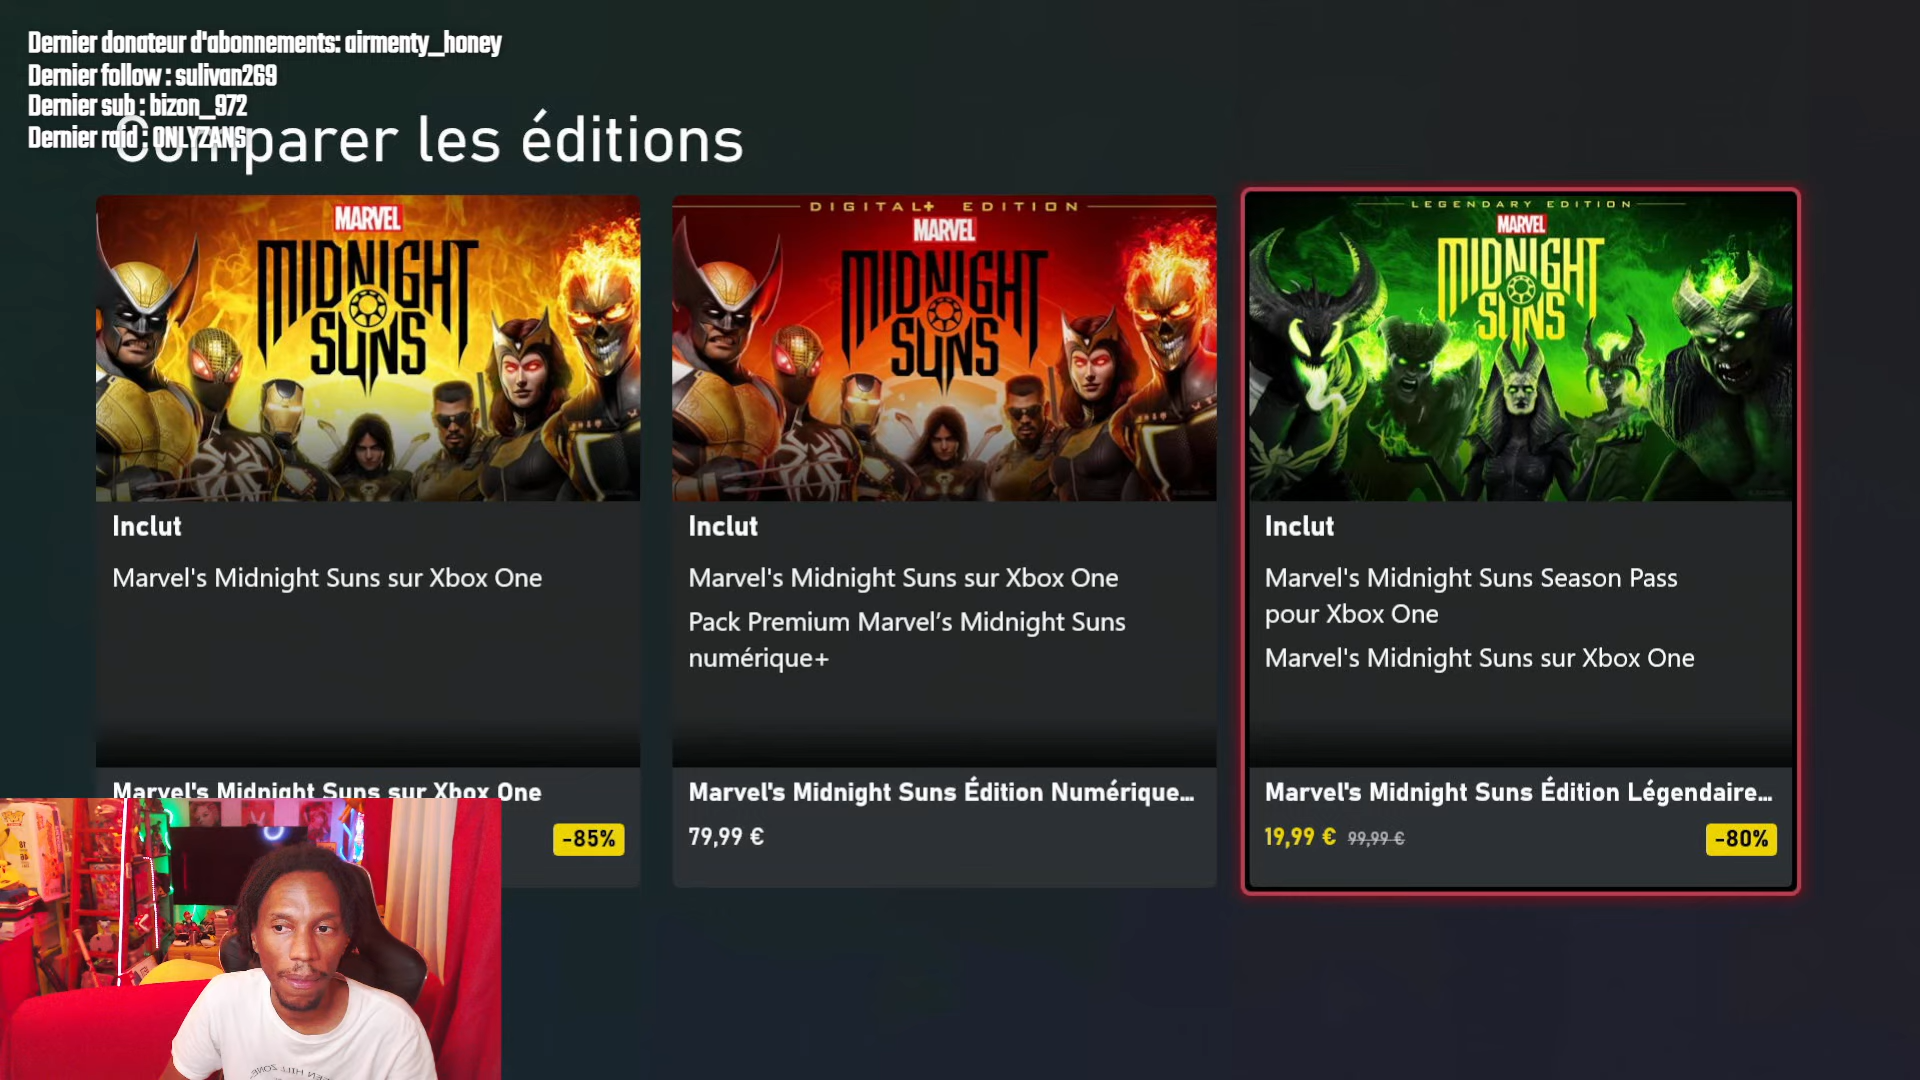 Dernier donateur d'abonnements: airmenty_honey
Dernier follow : sulivan269
Dernier sub : bizon_972
Dernier raid : ONLYZANS
Comparer les éditions
MARVEL
MIDNIGHT
SUNS
Inclut
Marvel's Midnight Suns sur Xbox One
Marvel's Midnight Suns sur Xbox One
-85%
DIGITAL+ EDITION
MARVEL
MIDNIGHT
SUNS
Inclut
Marvel's Midnight Suns sur Xbox One
Pack Premium Marvel’s Midnight Suns
numérique+
Marvel's Midnight Suns Édition Numérique...
79,99 €
LEGENDARY EDITION
MARVEL
MIDNIGHT
SUNS
Inclut
Marvel's Midnight Suns Season Pass
pour Xbox One
Marvel's Midnight Suns sur Xbox One
Marvel's Midnight Suns Édition Légendaire...
19,99 € 99,99 €
-80%